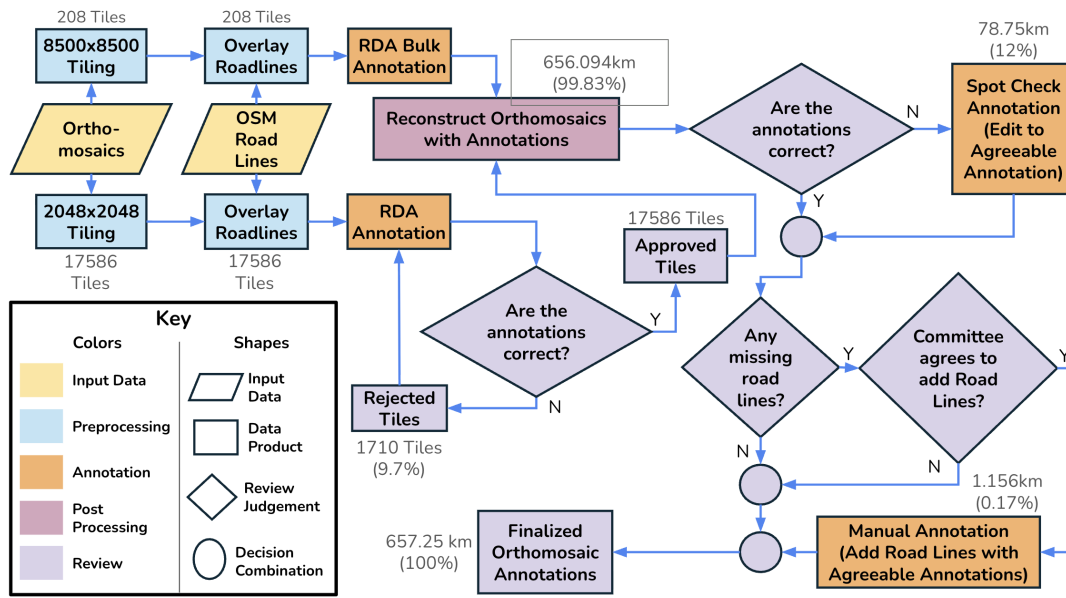 208 Tiles
208 Tiles
8500x8500
Tiling
Overlay
Roadlines
RDA Bulk
Annotation
656.094km
(99.83%)
78.75km
(12%)
Ortho-
mosaics
OSM
Road
Lines
Reconstruct Orthomosaics
with Annotations
Are the
annotations
correct?
N
Y
Spot Check
Annotation
(Edit to
Agreeable
Annotation)
2048x2048
Tiling
Overlay
Roadlines
RDA
Annotation
17586
Tiles
17586
Tiles
17586 Tiles
Approved
Tiles
Are the
annotations
correct?
Y
N
Rejected
Tiles
1710 Tiles
(9.7%)
Any
missing
road
lines?
Y
N
Committee
agrees to
add Road
Lines?
Y
N
1.156km
(0.17%)
Manual Annotation
(Add Road Lines with
Agreeable Annotations)
Finalized
Orthomosaic
Annotations
657.25 km
(100%)
Key
Colors
Shapes
Input Data
Preprocessing
Annotation
Post
Processing
Review
Input
Data
Data
Product
Review
Judgement
Decision
Combination